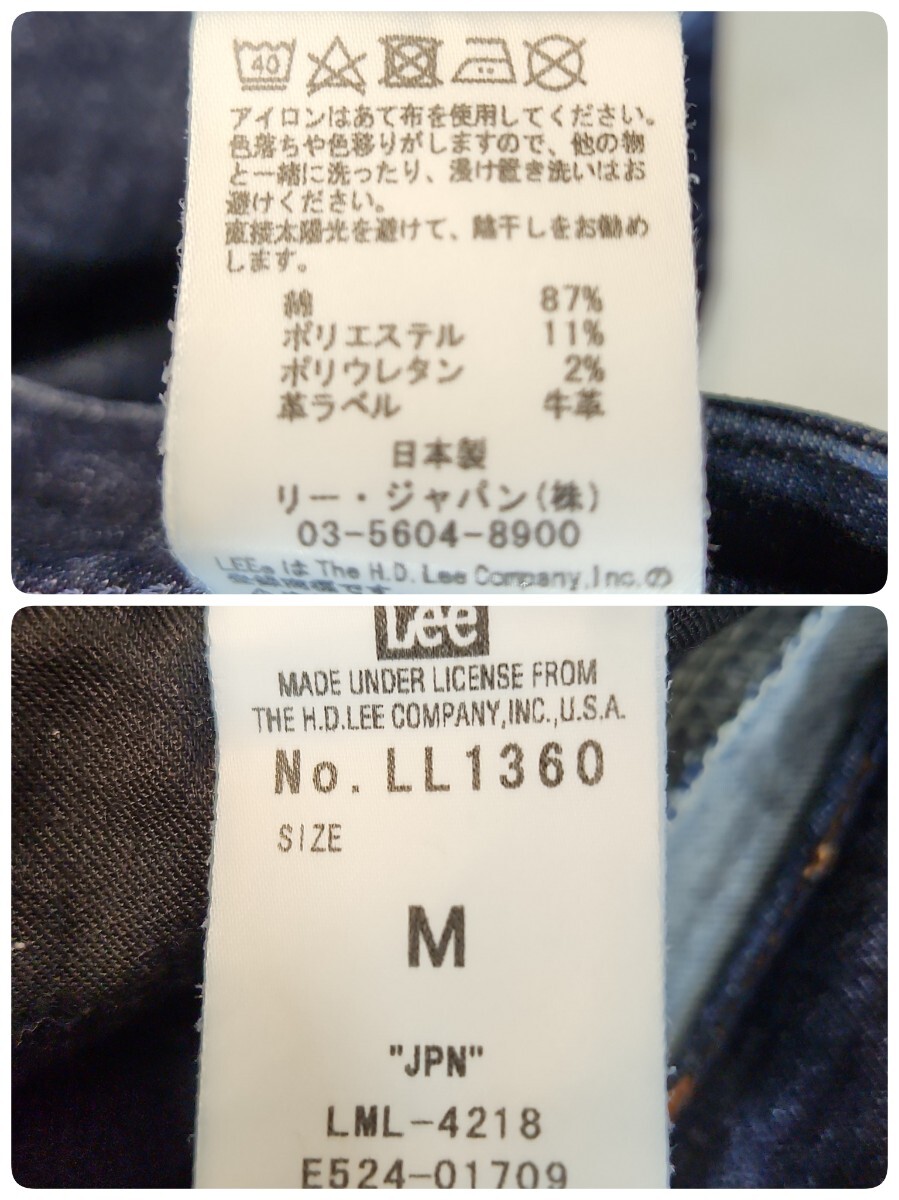 40
アイロンはあて布を使用してください。
色落ちや色移りがしますので、他の物
と一緒に洗ったり、浸け置き洗いはお
避けください。
直接太陽光を避けて、陰干しをお勧め
します。
綿 87%
ポリエステル 11%
ポリウレタン 2%
革ラベル 牛革
日本製
リー・ジャパン(株)
03-5604-8900
LEE®は The H.D. Lee Company,Inc.の
Lee
MADE UNDER LICENSE FROM
THE H.D.LEE COMPANY,INC.,U.S.A.
No. LL1360
SIZE
M
"JPN"
LML-4218
E524-01709